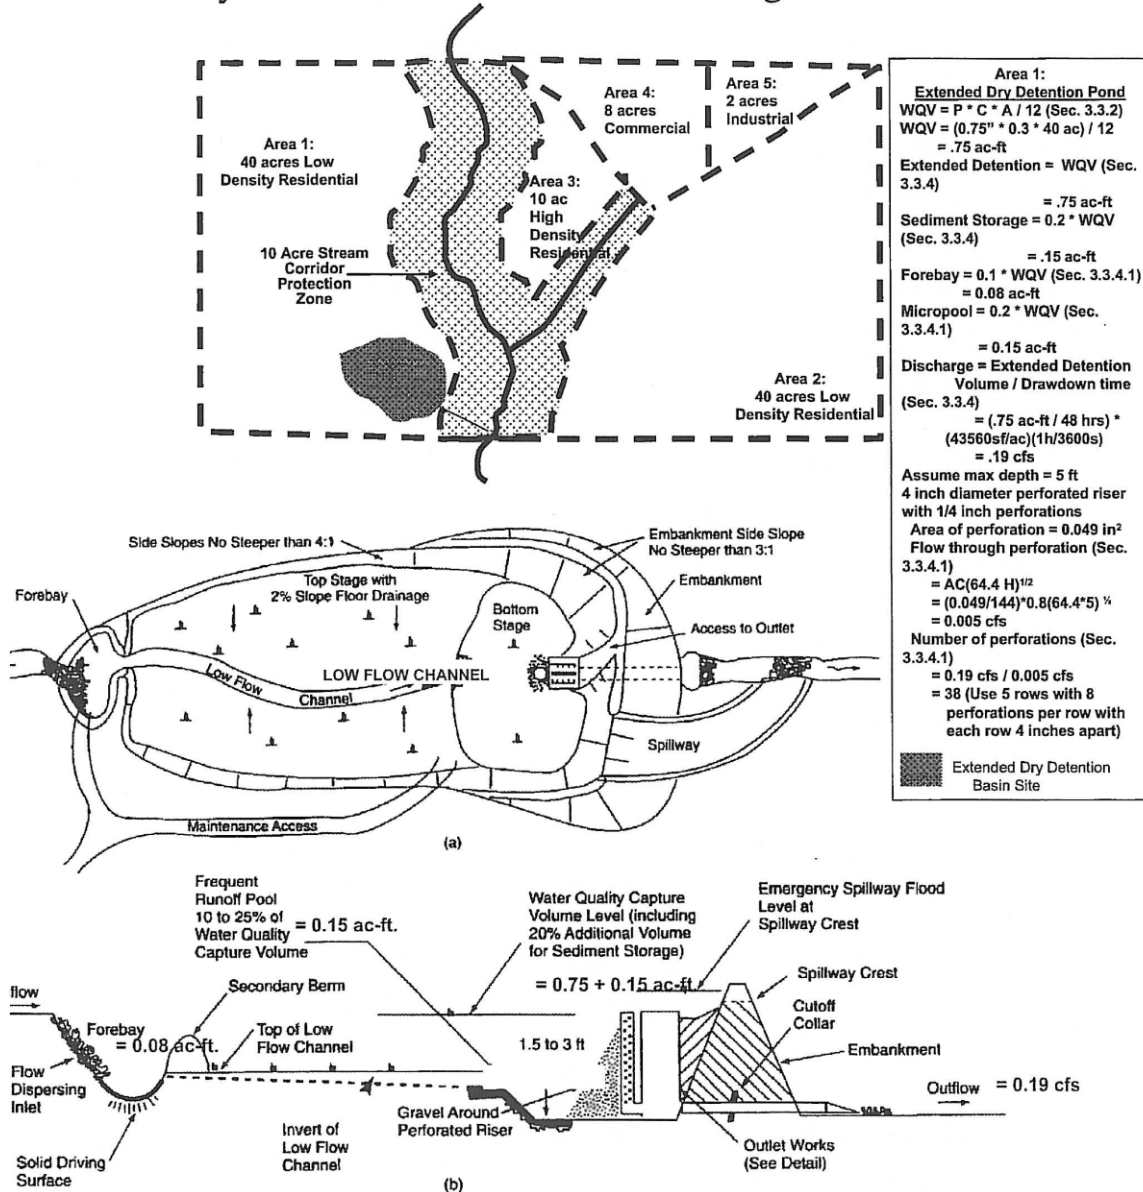 Area 1:
40 acres Low
Density Residential
10 Acre Stream
Corridor
Protection
Zone
Area 4:
8 acres
Commercial
Area 5:
2 acres
Industrial
Area 3:
10 ac
High
Density
Residential
Area 2:
40 acres Low
Density Residential
Area 1:
Extended Dry Detention Pond
WQV = P * C * A / 12 (Sec. 3.3.2)
WQV = (0.75" * 0.3 * 40 ac) / 12
= .75 ac-ft
Extended Detention = WQV (Sec.
3.3.4)
= .75 ac-ft
Sediment Storage = 0.2 * WQV
(Sec. 3.3.4)
= .15 ac-ft
Forebay = 0.1 * WQV (Sec. 3.3.4.1)
= 0.08 ac-ft
Micropool = 0.2 * WQV (Sec.
3.3.4.1)
= 0.15 ac-ft
Discharge = Extended Detention
Volume / Drawdown time
(Sec. 3.3.4)
= (.75 ac-ft / 48 hrs) *
(43560sf/ac)(1h/3600s)
= .19 cfs
Assume max depth = 5 ft
4 inch diameter perforated riser
with 1/4 inch perforations
Area of perforation = 0.049 in²
Flow through perforation (Sec.
3.3.4.1)
= AC(64.4 H)^1/2
= (0.049/144)*0.8(64.4*5) ½
= 0.005 cfs
Number of perforations (Sec.
3.3.4.1)
= 0.19 cfs / 0.005 cfs
= 38 (Use 5 rows with 8
perforations per row with
each row 4 inches apart)
Extended Dry Detention
Basin Site
Side Slopes No Steeper than 4:1
Embankment Side Slope
No Steeper than 3:1
Forebay
Top Stage with
2% Slope Floor Drainage
Embankment
Bottom
Stage
Access to Outlet
Low Flow
Channel
LOW FLOW CHANNEL
Spillway
Maintenance Access
(a)
Frequent
Runoff Pool
10 to 25% of
Water Quality
Capture Volume
= 0.15 ac-ft.
Water Quality Capture
Volume Level (including
20% Additional Volume
for Sediment Storage)
= 0.75 + 0.15 ac-ft
Emergency Spillway Flood
Level at
Spillway Crest
Spillway Crest
flow
Secondary Berm
Cutoff
Collar
Forebay
= 0.08 ac-ft.
Top of Low
Flow Channel
1.5 to 3 ft
Embankment
Flow
Dispersing
Inlet
Outflow
= 0.19 cfs
Gravel Around
Perforated Riser
Invert of
Low Flow
Channel
Outlet Works
(See Detail)
Solid Driving
Surface
(b)